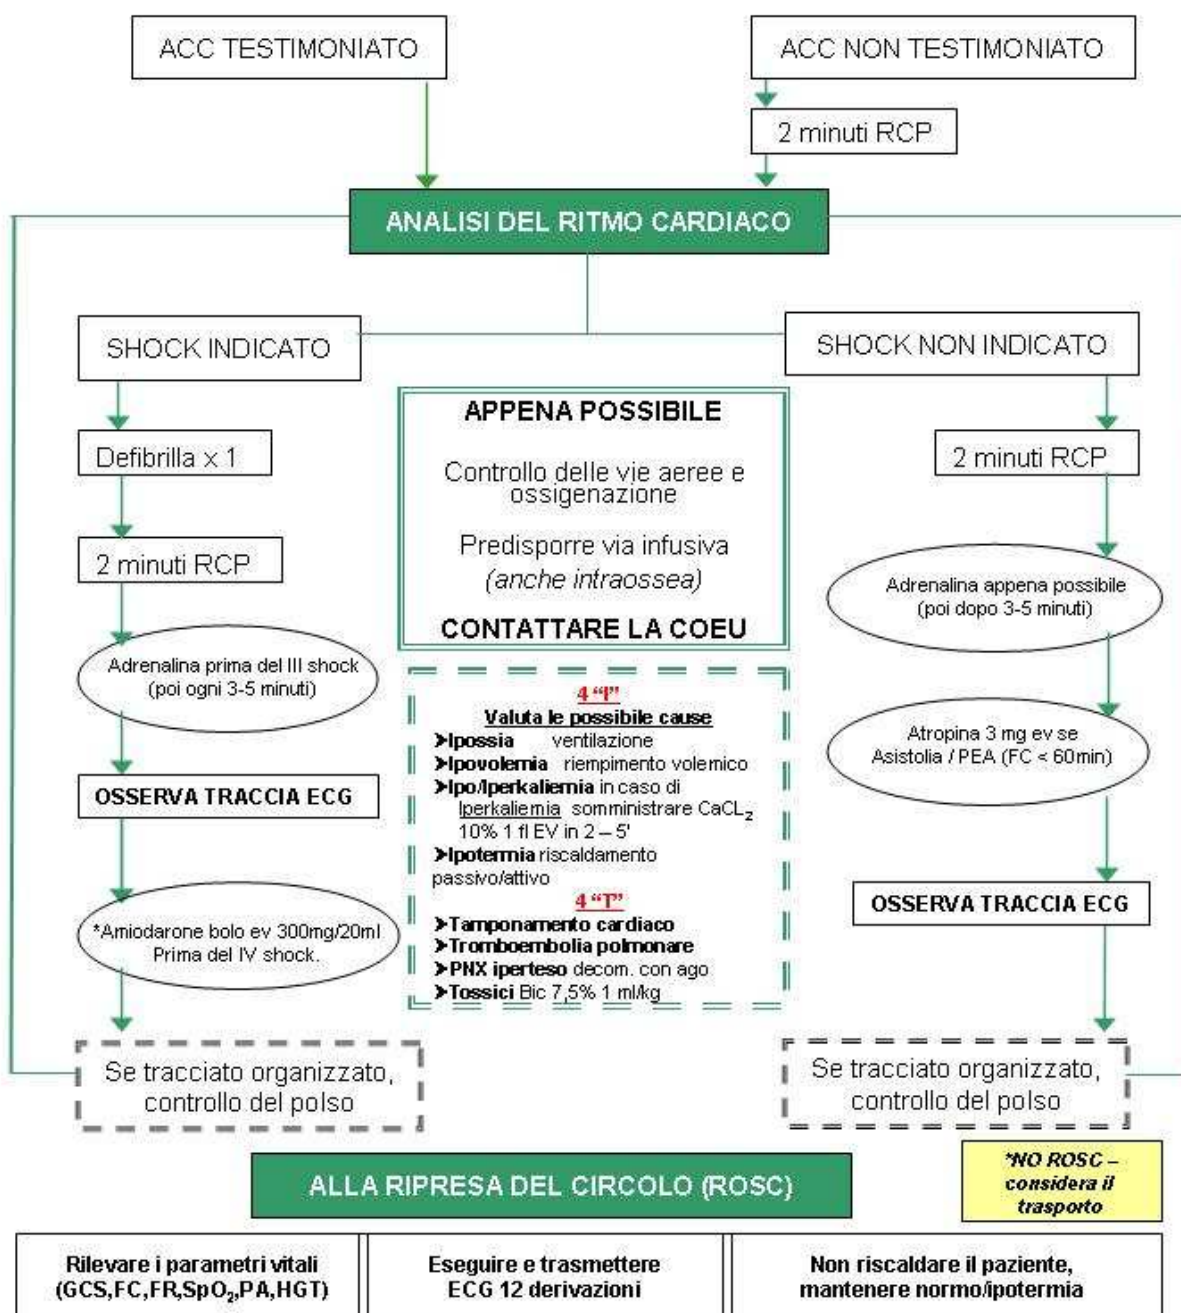 ACC TESTIMONIATO
ACC NON TESTIMONIATO
2 minuti RCP
ANALISI DEL RITMO CARDIACO
SHOCK INDICATO
SHOCK NON INDICATO
Defibrilla x 1
2 minuti RCP
Adrenalina prima del III shock
(poi ogni 3-5 minuti)
OSSERVA TRACCIA ECG
*Amiodarone bolo ev 300mg/20ml
Prima del IV shock.
Se tracciato organizzato,
controllo del polso
APPENA POSSIBILE
Controllo delle vie aeree e
ossigenazione
Predisporre via infusiva
(anche intraossea)
CONTATTARE LA COEU
4 “I”
Valuta le possibile cause
➤Ipossia ventilazione
➤Ipovolemia riempimento volemico
➤Ipo/Iperkaliemia in caso di
Iperkaliemia somministrare CaCL₂
10% 1 fl EV in 2 – 5'
➤Ipotermia riscaldamento
passivo/attivo
4 “T”
➤Tamponamento cardiaco
➤Tromboembolia polmonare
➤PNX iperteso decom. con ago
➤Tossici Bic 7,5% 1 ml/kg
2 minuti RCP
Adrenalina appena possibile
(poi dopo 3-5 minuti)
Atropina 3 mg ev se
Asistolia / PEA (FC < 60min)
OSSERVA TRACCIA ECG
Se tracciato organizzato,
controllo del polso
ALLA RIPRESA DEL CIRCOLO (ROSC)
*NO ROSC –
considera il
trasporto
Rilevare i parametri vitali
(GCS,FC,FR,SpO₂,PA,HGT)
Eseguire e trasmettere
ECG 12 derivazioni
Non riscaldare il paziente,
mantenere normo/ipotermia